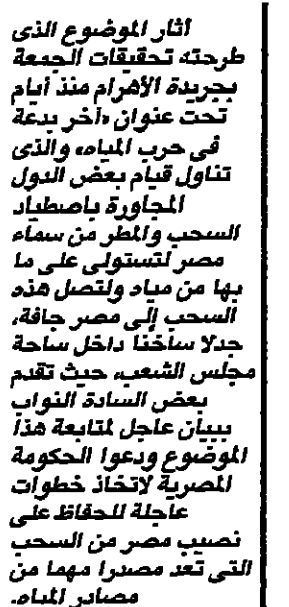 أثار الموضوع الذى
طرحته تحقيقات الجمعة
بجريدة الأهرام منذ أيام
تحت عنوان «آخر بدعة
فى حرب المياه» والذى
تناول قيام بعض الدول
المجاورة باصطياد
السحب والمطر من سماء
مصر لتستولى على ما
بها من مياه ولتصل هذه
السحب إلى مصر جافة،
جدلا ساخنا داخل ساحة
مجلس الشعب، حيث تقدم
بعض السادة النواب
ببيان عاجل لمتابعة هذا
الموضوع ودعوا الحكومة
المصرية لاتخاذ خطوات
عاجلة للحفاظ على
نصيب مصر من السحب
التى تعد مصدرا مهما من
مصادر المياه.